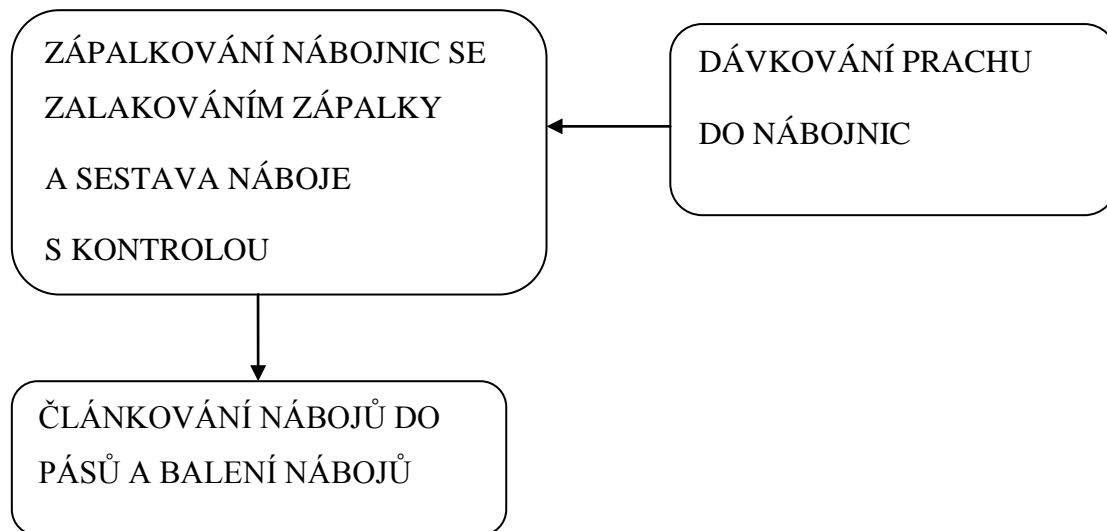 ZÁPALKOVÁNÍ NÁBOJNIC SE
ZALAKOVÁNÍM ZÁPALKY
A SESTAVA NÁBOJE
S KONTROLOU
DÁVKOVÁNÍ PRACHU
DO NÁBOJNIC
ČLÁNKOVÁNÍ NÁBOJŮ DO
PÁSŮ A BALENÍ NÁBOJŮ